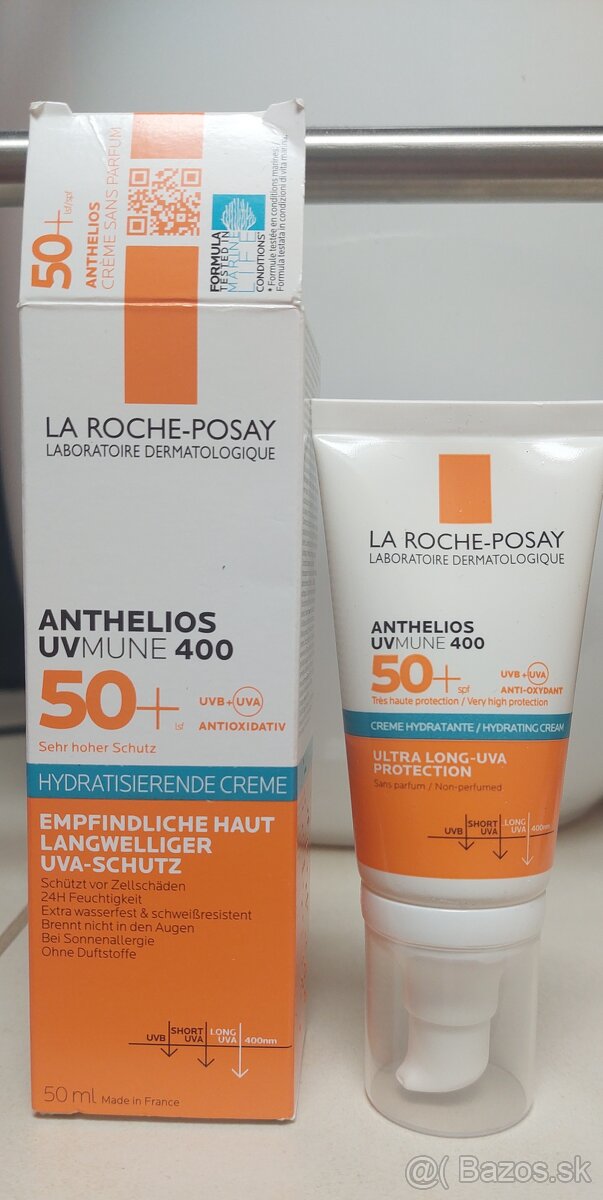 50+
lsf/spf
ANTHELIOS
CRÈME SANS PARFUM
FORMULA
TESTED IN
MARINE
LIFE
CONDITIONS*
* Formule testée en conditions marines /
Formula testata in condizioni di vita marina
LA ROCHE-POSAY
LABORATOIRE DERMATOLOGIQUE
ANTHELIOS
UVMUNE 400
50+
lsf
UVB + UVA
ANTIOXIDATIV
Sehr hoher Schutz
HYDRATISIERENDE CREME
EMPFINDLICHE HAUT
LANGWELLIGER
UVA-SCHUTZ
Schützt vor Zellschäden
24H Feuchtigkeit
Extra wasserfest & schweißresistent
Brennt nicht in den Augen
Bei Sonnenallergie
Ohne Duftstoffe
UVB
SHORT UVA
LONG UVA
400nm
50 ml Made in France
LA ROCHE-POSAY
LABORATOIRE DERMATOLOGIQUE
ANTHELIOS
UVMUNE 400
50+
spf
UVB + UVA
ANTI-OXYDANT
Très haute protection / Very high protection
CREME HYDRATANTE / HYDRATING CREAM
ULTRA LONG-UVA
PROTECTION
Sans parfum / Non-perfumed
UVB
SHORT UVA
LONG UVA
400nm
@( Bazos.sk